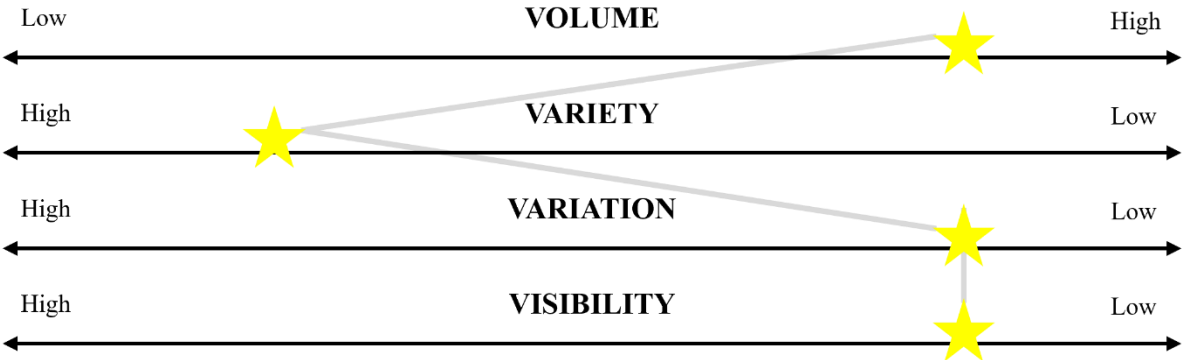 Low VOLUME High
High VARIETY Low
High VARIATION Low
High VISIBILITY Low